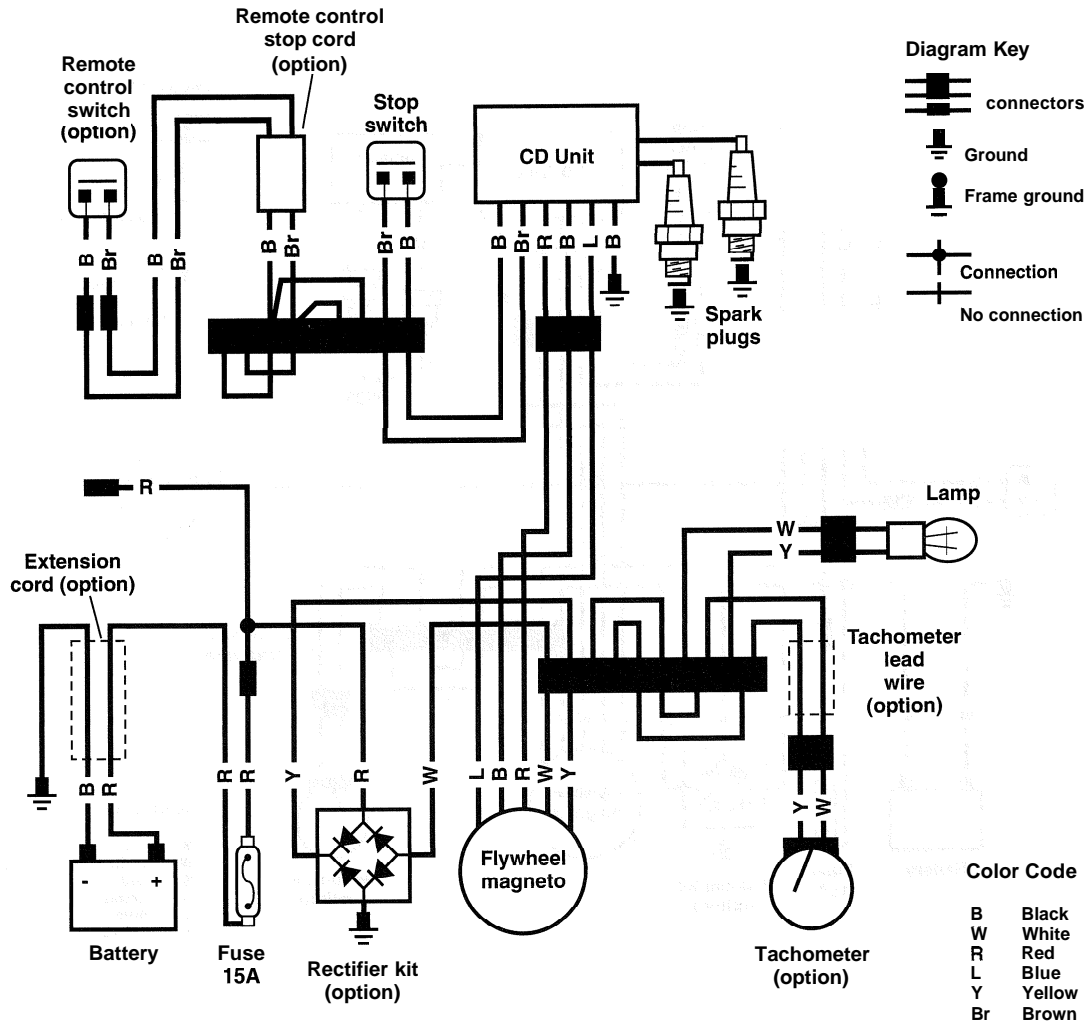 Remote control
stop cord
(option)
Remote
control
switch
(option)
Stop
switch
CD Unit
Diagram Key
connectors
Ground
Frame ground
Connection
No connection
B
Br
B
Br
B
Br
Br
B
B
Br
R
B
L
B
Spark
plugs
R
Extension
cord (option)
W
Y
Lamp
Tachometer
lead
wire
(option)
B
R
R
R
Y
R
W
L
B
R
W
Y
Y
W
- +
Battery
Fuse
15A
Rectifier kit
(option)
Flywheel
magneto
Tachometer
(option)
Color Code
B Black
W White
R Red
L Blue
Y Yellow
Br Brown